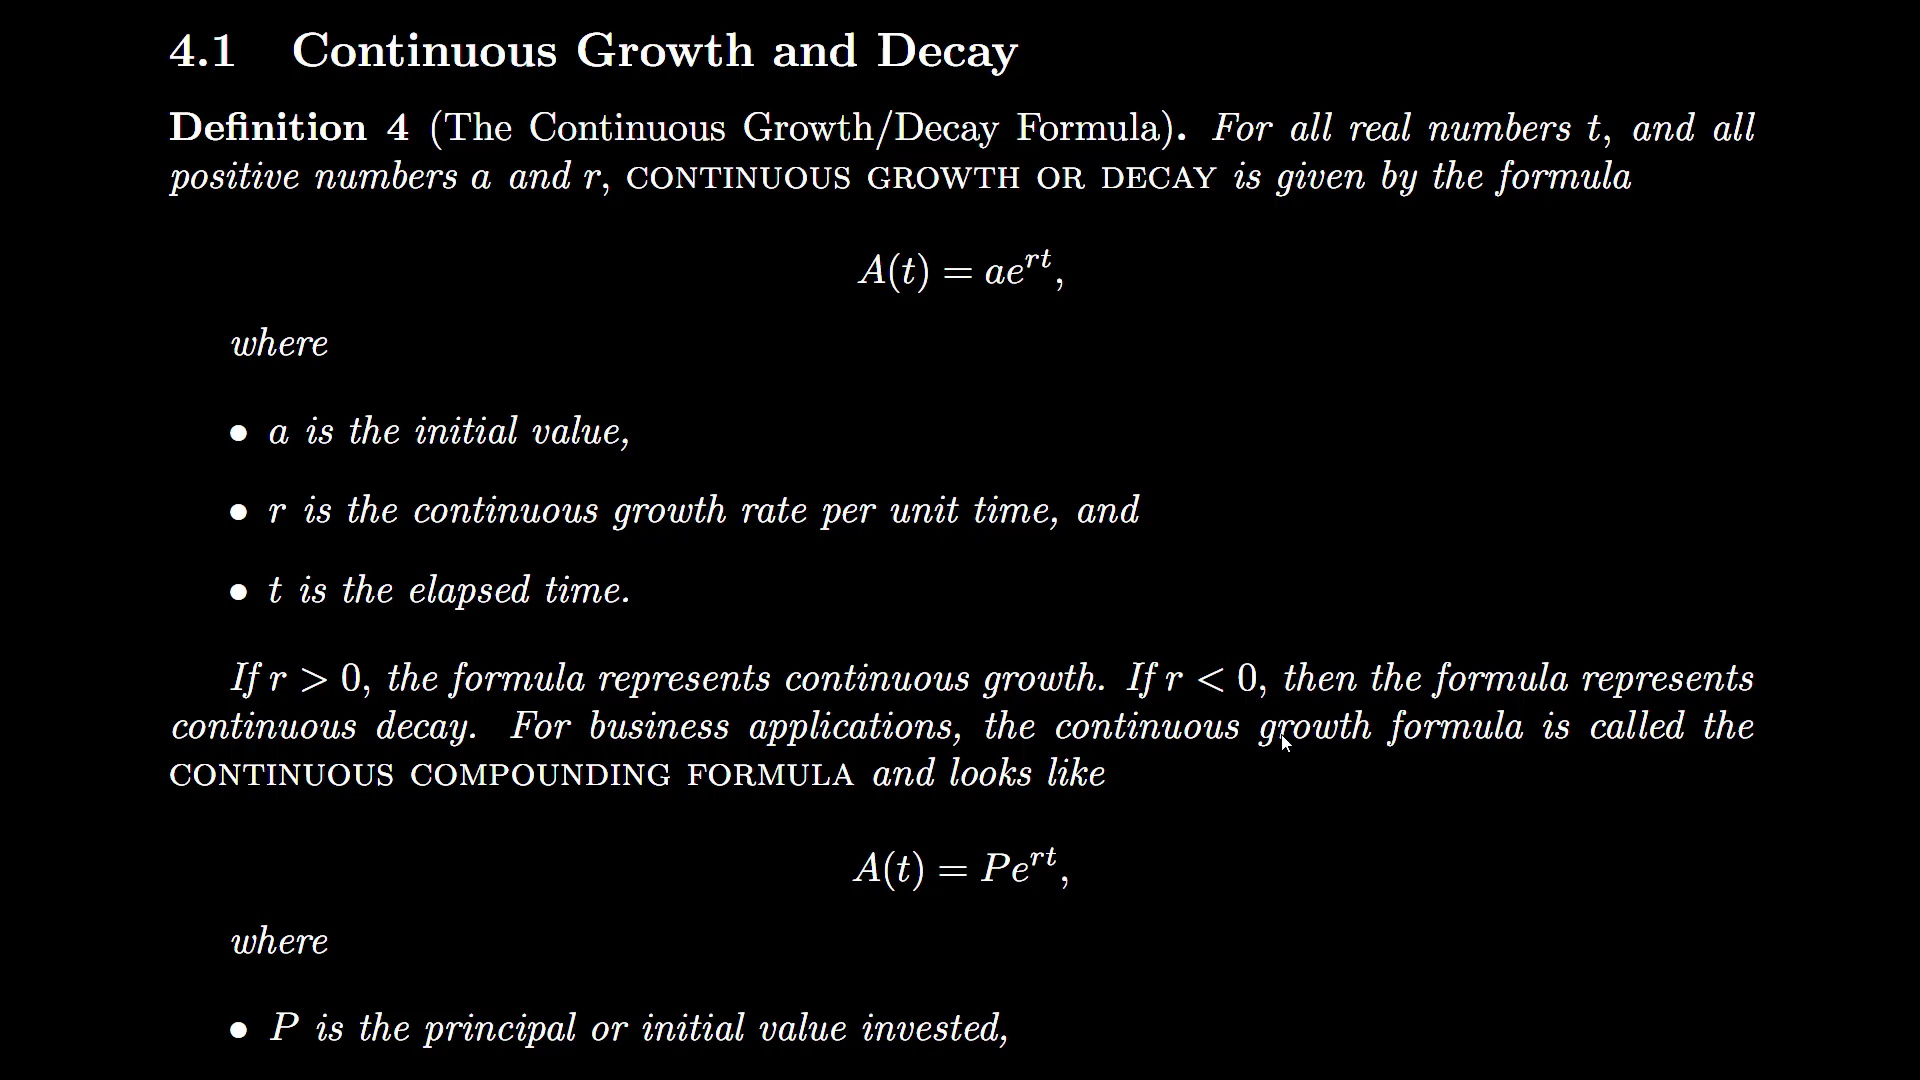 4.1 Continuous Growth and Decay
Definition 4 (The Continuous Growth/Decay Formula). For all real numbers t, and all
positive numbers a and r, CONTINUOUS GROWTH OR DECAY is given by the formula
A(t) = ae^{rt},
where
• a is the initial value,
• r is the continuous growth rate per unit time, and
• t is the elapsed time.
If r > 0, the formula represents continuous growth. If r < 0, then the formula represents
continuous decay. For business applications, the continuous growth formula is called the
CONTINUOUS COMPOUNDING FORMULA and looks like
A(t) = Pe^{rt},
where
• P is the principal or initial value invested,